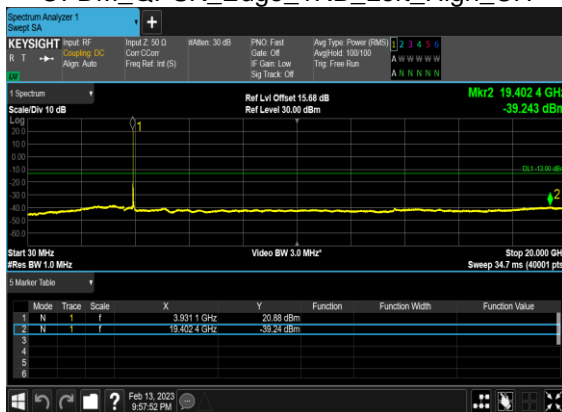 Spectrum Analyzer 1
Swept SA
KEYSIGHT
R T
LU
Input: RF
Coupling: DC
Align: Auto
Input Z: 50 Ω
Corr CCorr
Freq Ref: Int (S)
#Atten: 30 dB
PNO: Fast
Gate: Off
IF Gain: Low
Sig Track: Off
Avg Type: Power (RMS)
Avg|Hold: 100/100
Trig: Free Run
1 2 3 4 5 6
A W W W W W
A N N N N N
1 Spectrum
Scale/Div 10 dB
Ref Lvl Offset 15.68 dB
Ref Level 30.00 dBm
Mkr2 19.402 4 GHz
-39.243 dBm
Log
20.0
10.0
0.00
-10.0
-20.0
-30.0
-40.0
-50.0
-60.0
1
DL1 -13.00 dBm
2
Start 30 MHz
#Res BW 1.0 MHz
Video BW 3.0 MHz*
Stop 20.000 GHz
Sweep 34.7 ms (40001 pts)
5 Marker Table
Mode Trace Scale X Y Function Function Width Function Value
1 N 1 f 3.931 1 GHz 20.88 dBm
2 N 1 f 19.402 4 GHz -39.24 dBm
3
4
5
6
Feb 13, 2023
9:57:52 PM